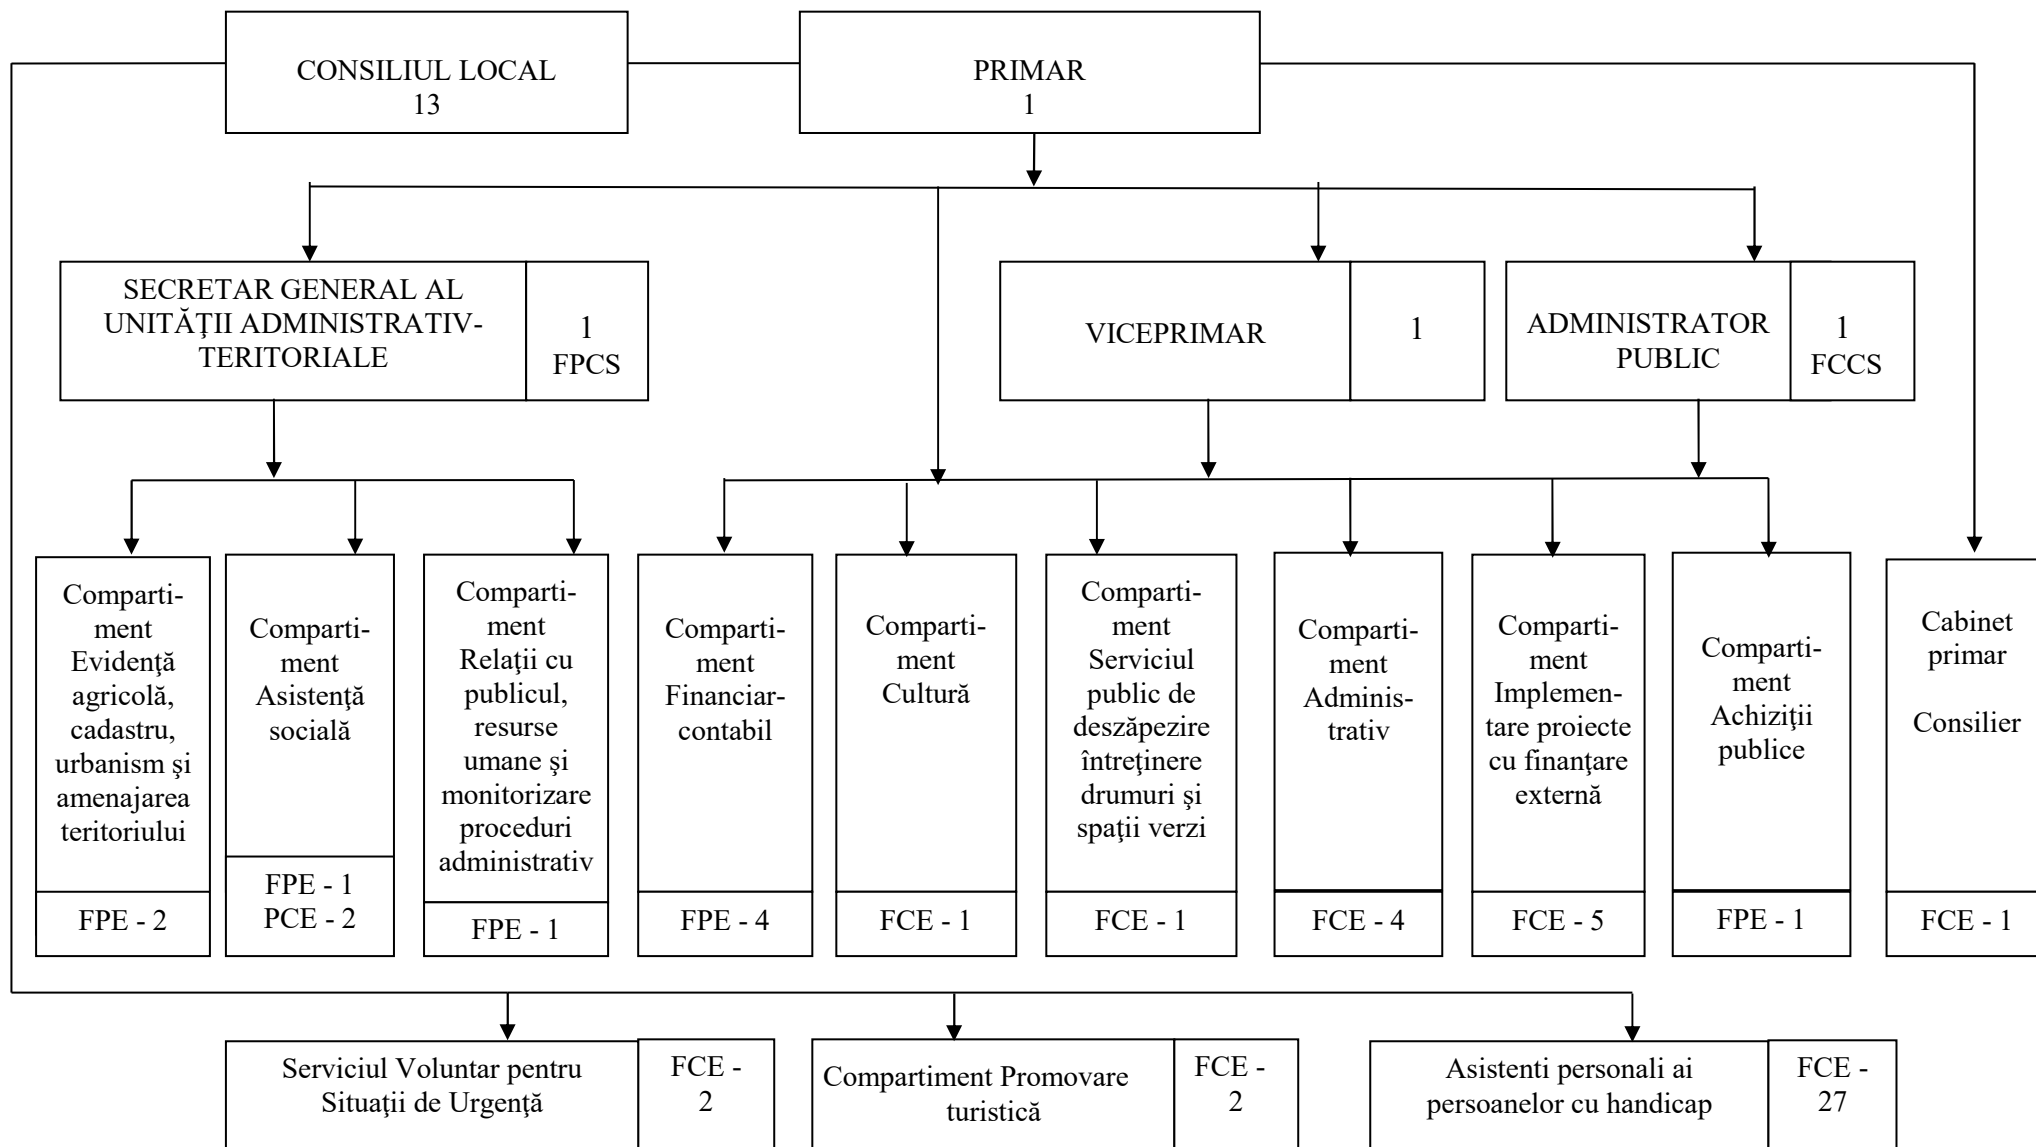 CONSILIUL LOCAL
13
PRIMAR
1
SECRETAR GENERAL AL
UNITĂŢII ADMINISTRATIV-
TERITORIALE
1
FPCS
VICEPRIMAR
1
ADMINISTRATOR
PUBLIC
1
FCCS
Comparti-
ment
Evidenţă
agricolă,
cadastru,
urbanism şi
amenajarea
teritoriului
FPE - 2
Comparti-
ment
Asistenţă
socială
FPE - 1
PCE - 2
Comparti-
ment
Relaţii cu
publicul,
resurse
umane şi
monitorizare
proceduri
administrativ
FPE - 1
Comparti-
ment
Financiar-
contabil
FPE - 4
Comparti-
ment
Cultură
FCE - 1
Comparti-
ment
Serviciul
public de
deszăpezire
întreţinere
drumuri şi
spaţii verzi
FCE - 1
Comparti-
ment
Adminis-
trativ
FCE - 4
Comparti-
ment
Implemen-
tare proiecte
cu finanţare
externă
FCE - 5
Comparti-
ment
Achiziţii
publice
FPE - 1
Cabinet
primar
Consilier
FCE - 1
Serviciul Voluntar pentru
Situaţii de Urgenţă
FCE -
2
Compartiment Promovare
turistică
FCE -
2
Asistenti personali ai
persoanelor cu handicap
FCE -
27